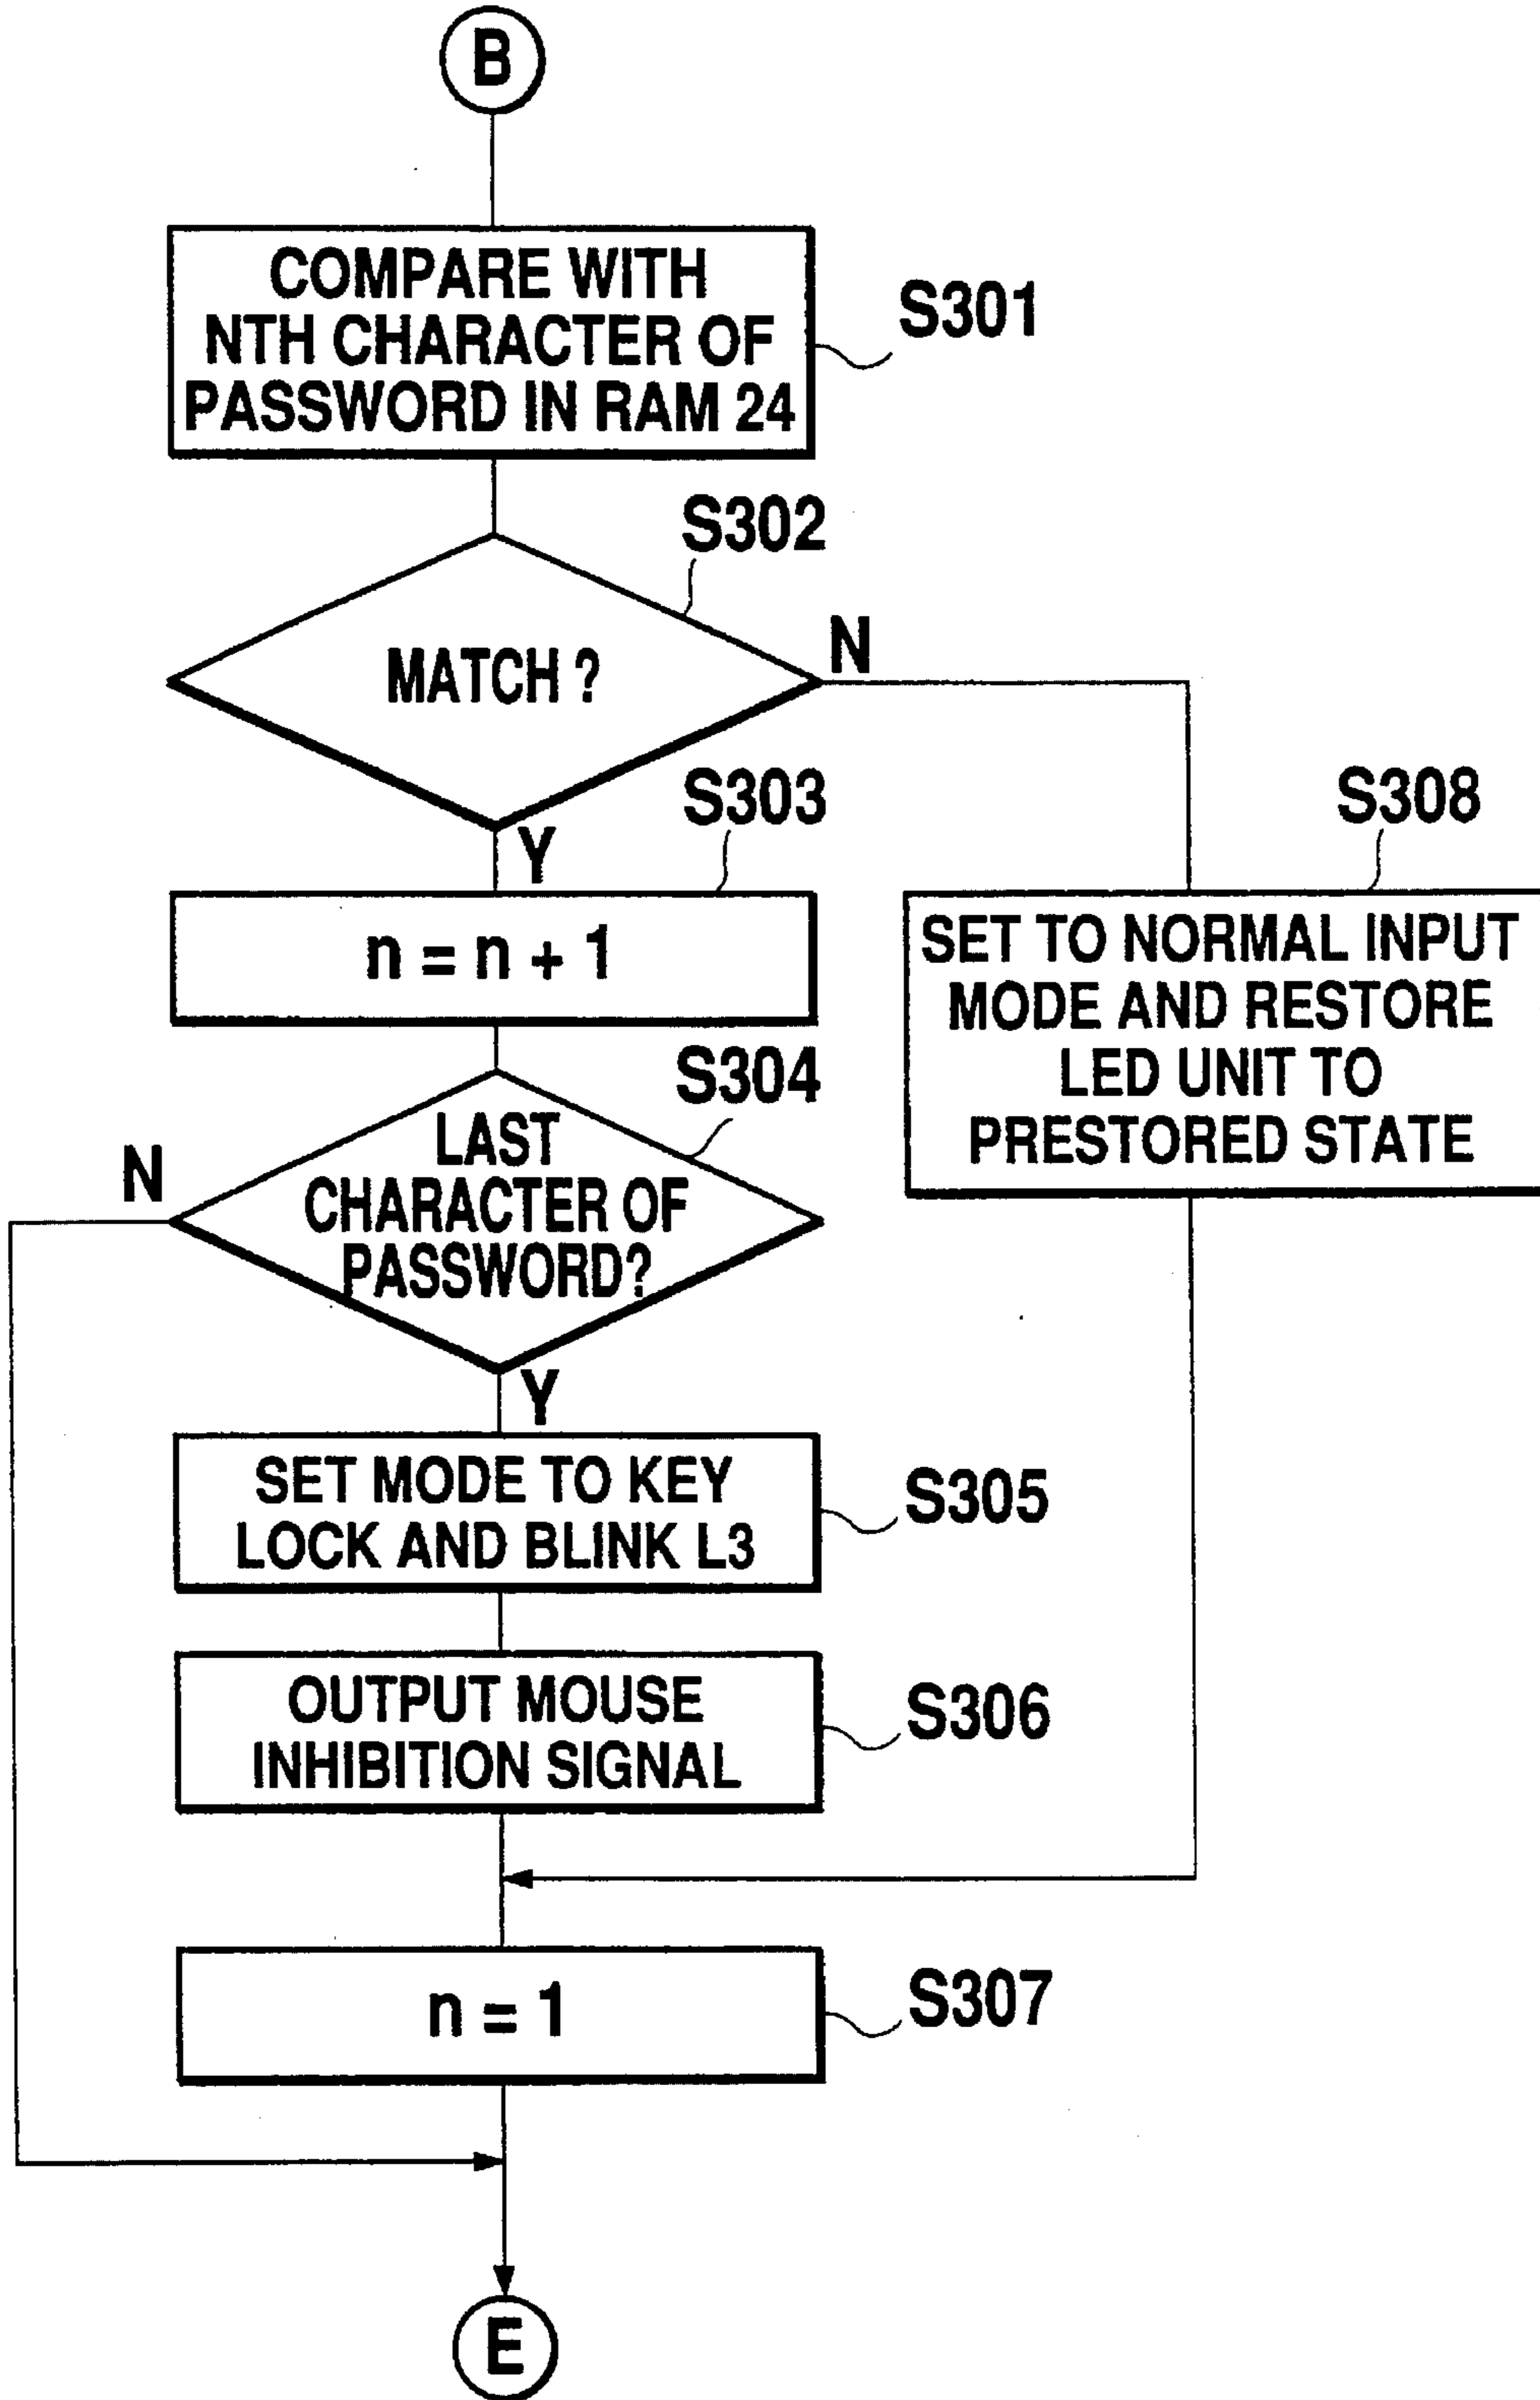 B
COMPARE WITH
NTH CHARACTER OF
PASSWORD IN RAM 24
S301
S302
MATCH ?
N
Y
S303
n = n + 1
S308
SET TO NORMAL INPUT
MODE AND RESTORE
LED UNIT TO
PRESTORED STATE
S304
LAST
CHARACTER OF
PASSWORD?
N
Y
SET MODE TO KEY
LOCK AND BLINK L3
S305
OUTPUT MOUSE
INHIBITION SIGNAL
S306
n = 1
S307
E